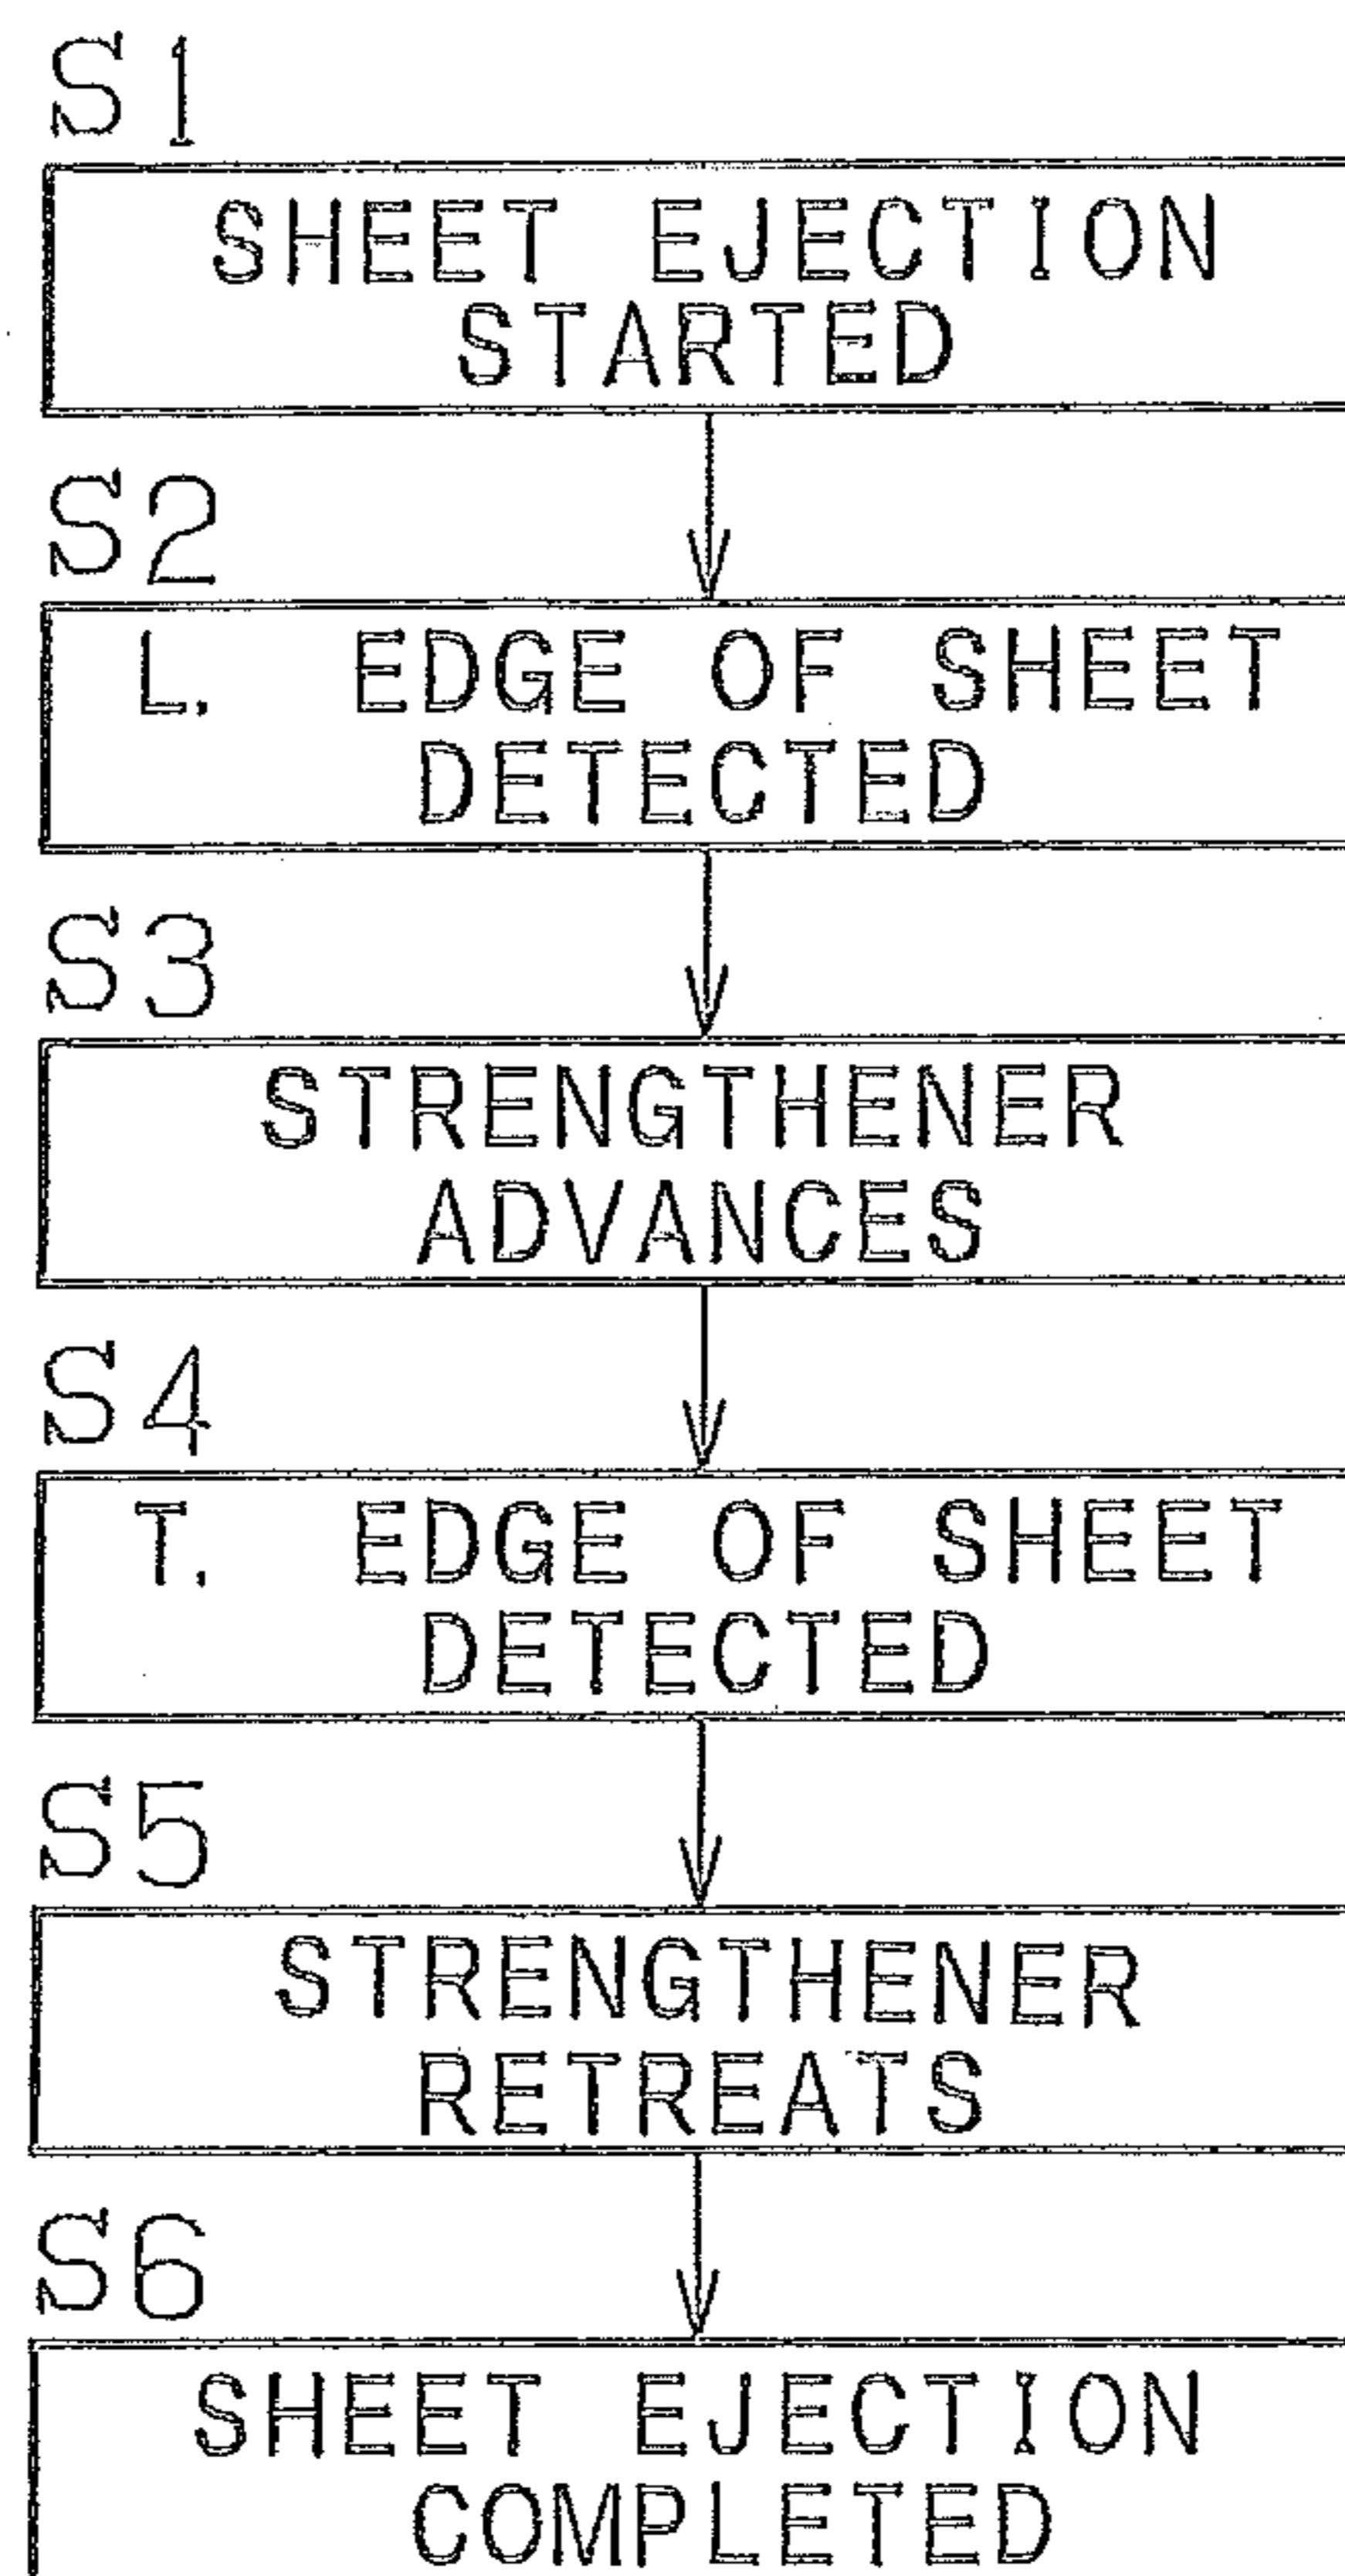 S1
SHEET EJECTION
STARTED
S2
L. EDGE OF SHEET
DETECTED
S3
STRENGTHENER
ADVANCES
S4
T. EDGE OF SHEET
DETECTED
S5
STRENGTHENER
RETREATS
S6
SHEET EJECTION
COMPLETED